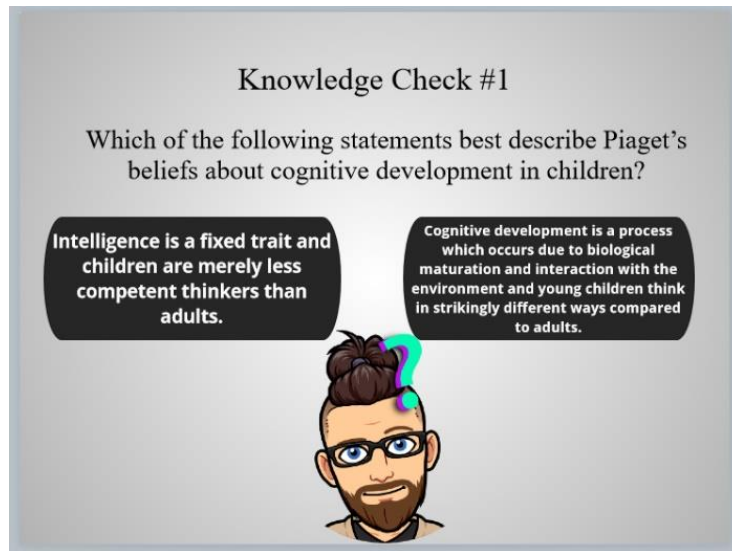 Knowledge Check #1
Which of the following statements best describe Piaget’s
beliefs about cognitive development in children?
Intelligence is a fixed trait and
children are merely less
competent thinkers than
adults.
Cognitive development is a process
which occurs due to biological
maturation and interaction with the
environment and young children think
in strikingly different ways compared
to adults.
?